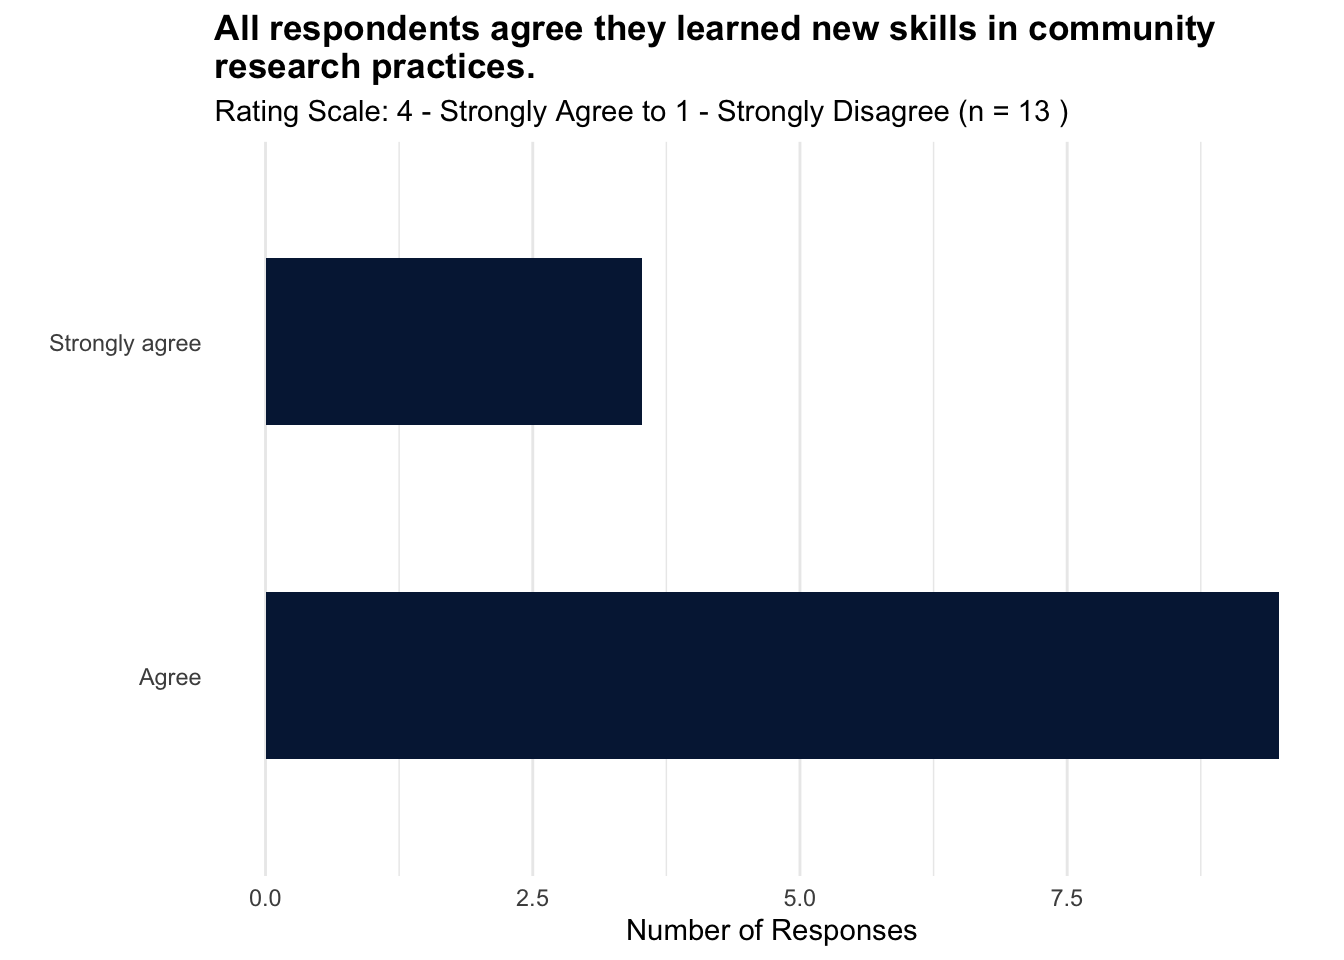 All respondents agree they learned new skills in community
research practices.
Rating Scale: 4 - Strongly Agree to 1 - Strongly Disagree (n = 13 )
Strongly agree
Agree
0.0 2.5 5.0 7.5
Number of Responses